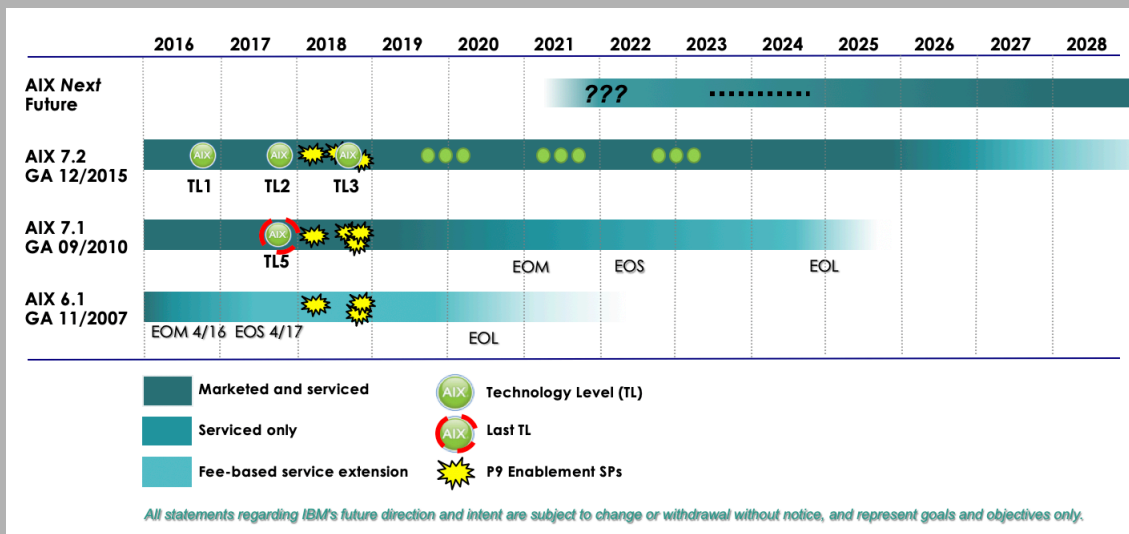 2016 2017 2018 2019 2020 2021 2022 2023 2024 2025 2026 2027 2028
AIX Next
Future
???
AIX 7.2
GA 12/2015
AIX AIX AIX
TL1 TL2 TL3
AIX 7.1
GA 09/2010
AIX
TL5
EOM EOS EOL
AIX 6.1
GA 11/2007
EOM 4/16 EOS 4/17
EOL
Marketed and serviced
AIX Technology Level (TL)
Serviced only
AIX Last TL
Fee-based service extension
P9 Enablement SPs
All statements regarding IBM's future direction and intent are subject to change or withdrawal without notice, and represent goals and objectives only.